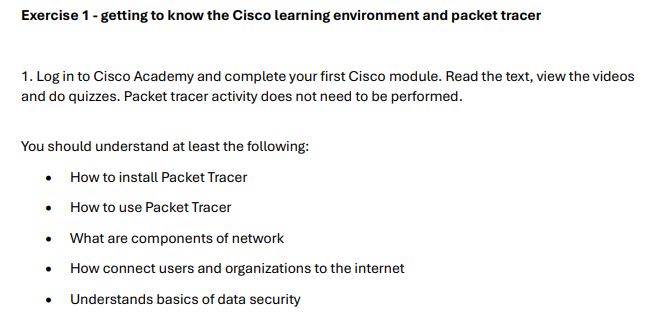 Exercise 1 - getting to know the Cisco learning environment and packet tracer
1. Log in to Cisco Academy and complete your first Cisco module. Read the text, view the videos
and do quizzes. Packet tracer activity does not need to be performed.
You should understand at least the following:
• How to install Packet Tracer
• How to use Packet Tracer
• What are components of network
• How connect users and organizations to the internet
• Understands basics of data security